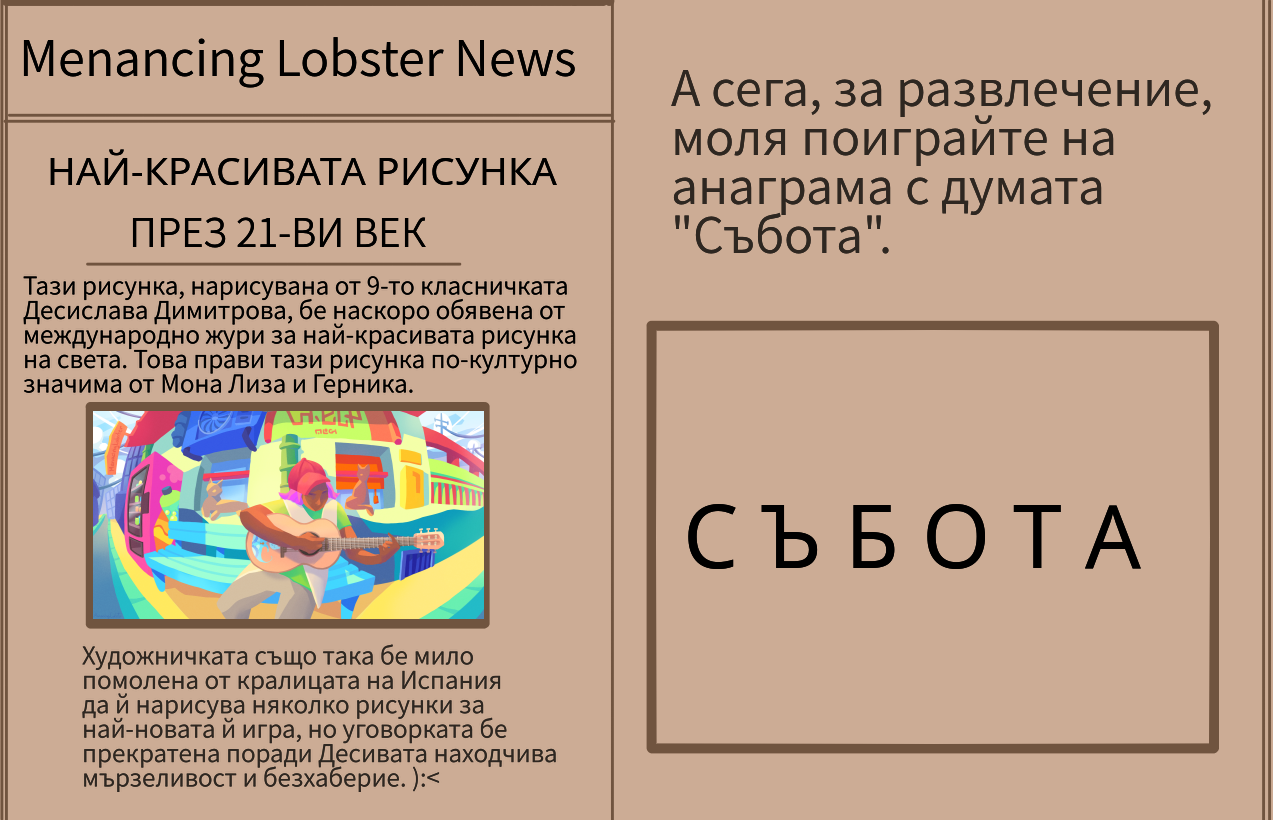 Menancing Lobster News
НАЙ-КРАСИВАТА РИСУНКА
ПРЕЗ 21-ВИ ВЕК
Тази рисунка, нарисувана от 9-то класничката
Десислава Димитрова, бе наскоро обявена от
международно жури за най-красивата рисунка
на света. Това прави тази рисунка по-културно
значима от Мона Лиза и Герника.
Художничката също така бе мило
помолена от кралицата на Испания
да й нарисува няколко рисунки за
най-новата й игра, но уговорката бе
прекратена поради Десивата находчива
мързеливост и безхаберие. ):<
А сега, за развлечение,
моля поиграйте на
анаграма с думата
"Събота".
С Ъ Б О Т А